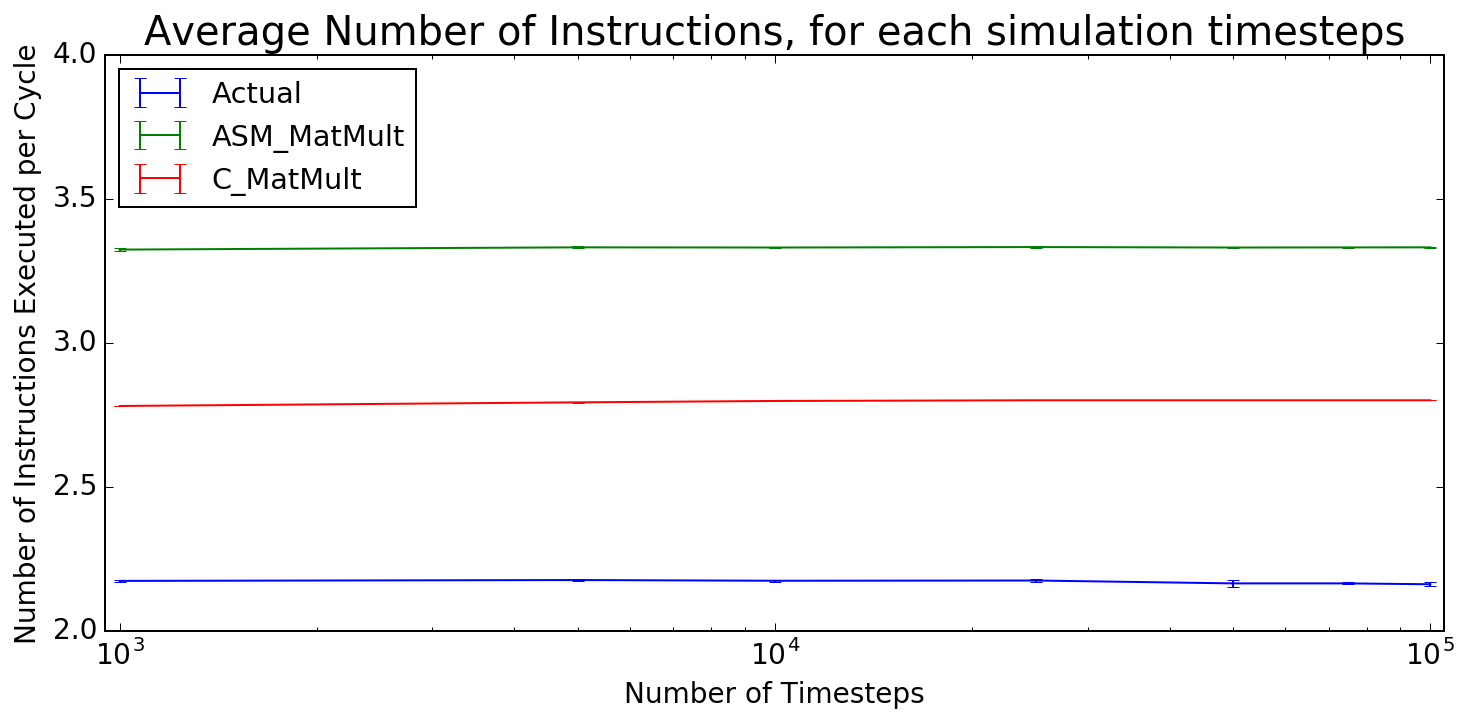 Average Number of Instructions, for each simulation timesteps
Number of Instructions Executed per Cycle
4.0
3.5
3.0
2.5
2.0
Actual
ASM_MatMult
C_MatMult
10³
10⁴
10⁵
Number of Timesteps